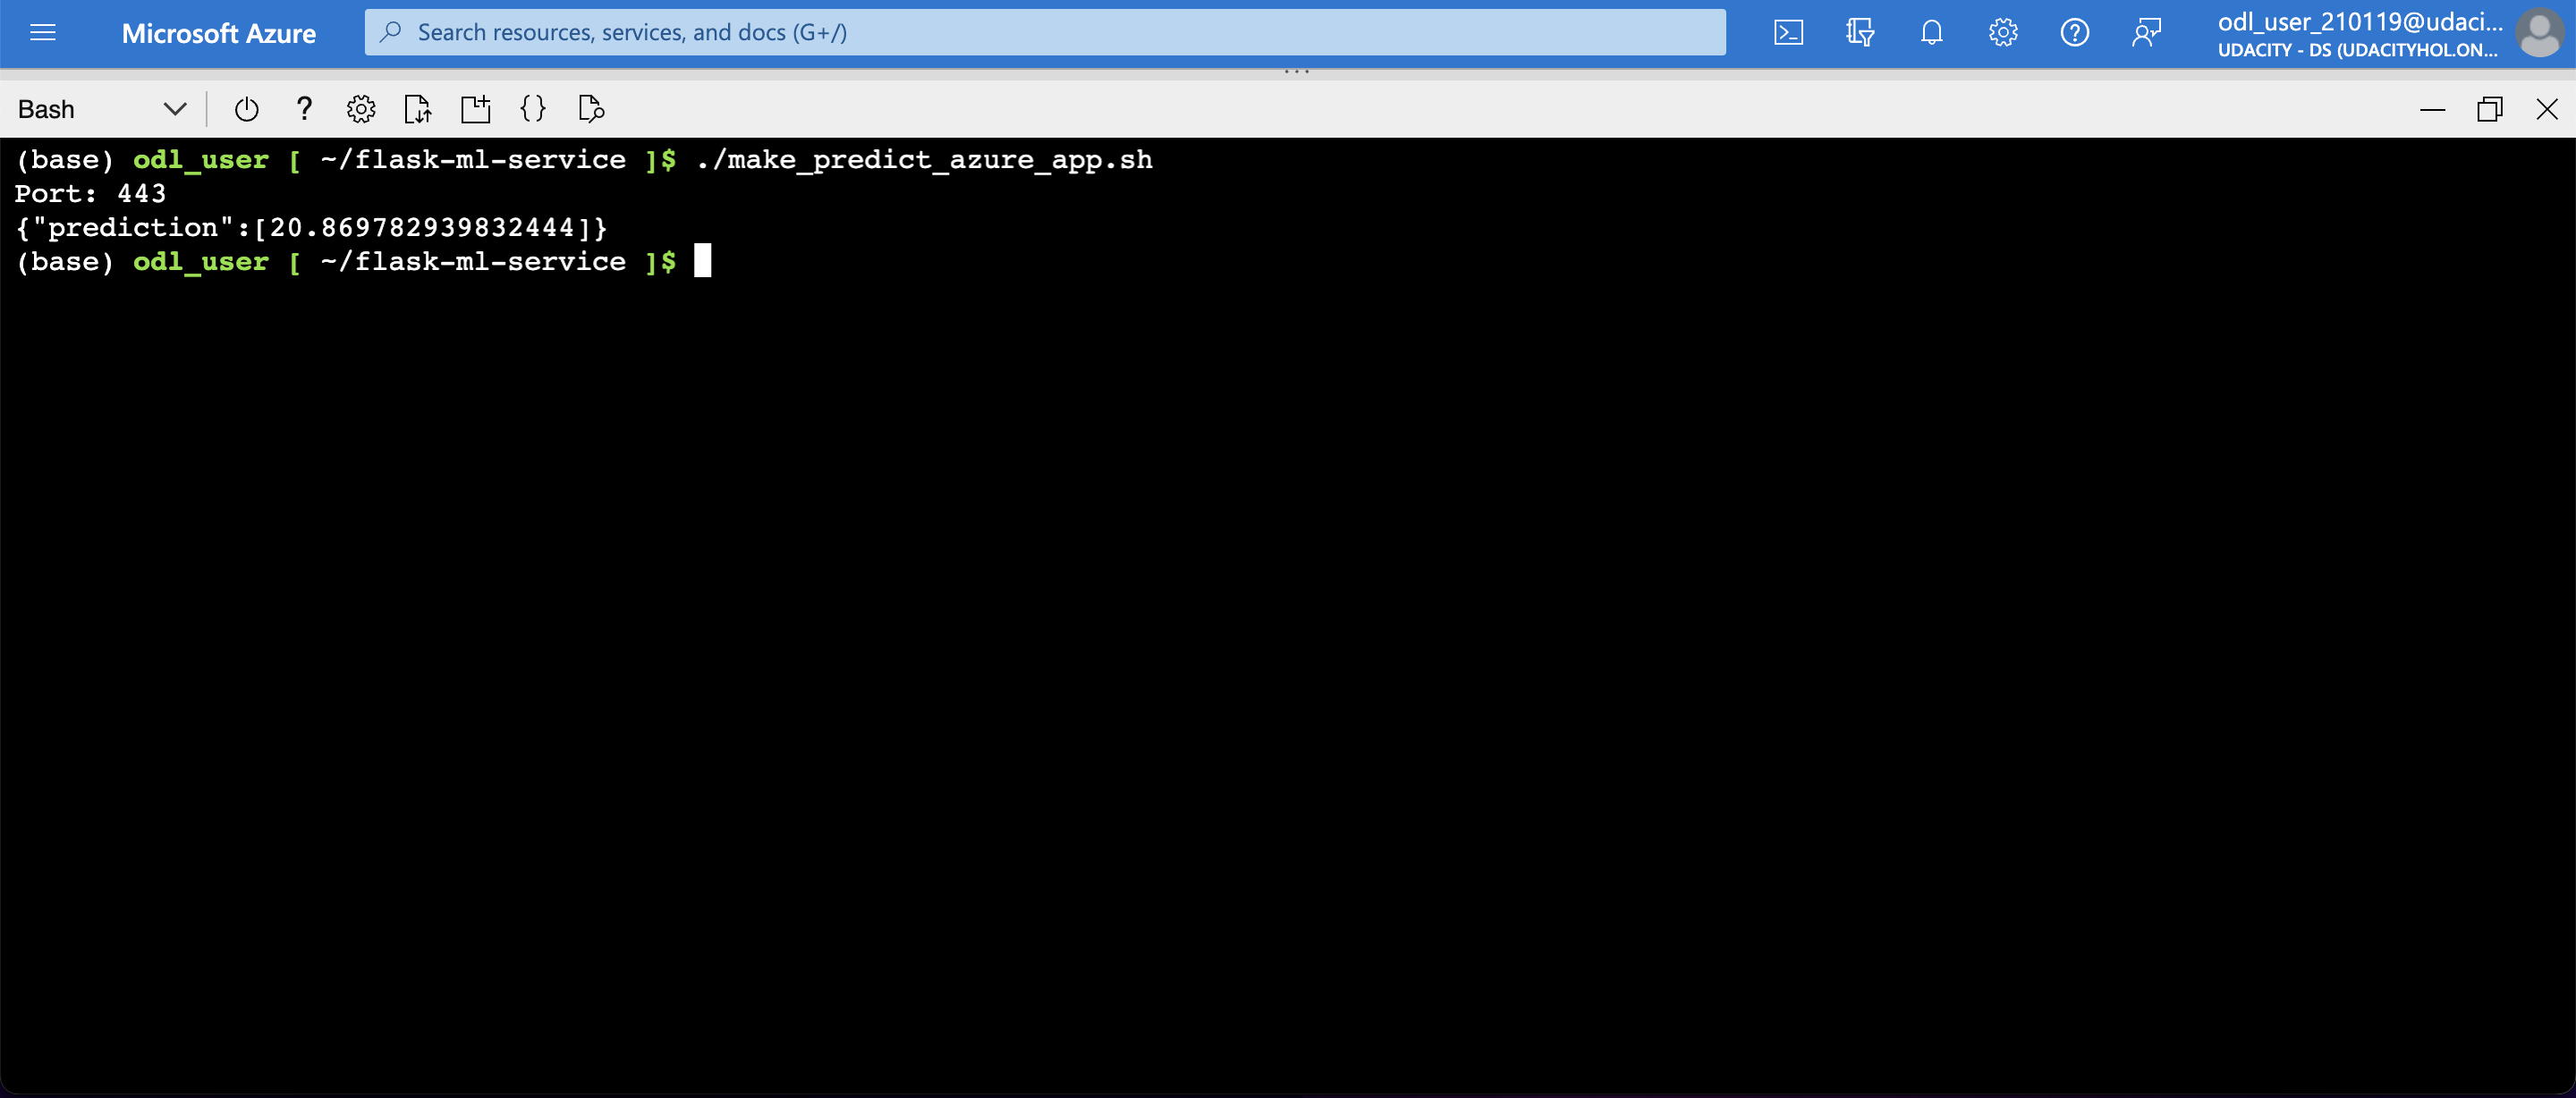 Microsoft Azure
Search resources, services, and docs (G+/)
odl_user_210119@udaci...
UDACITY - DS (UDACITYHOL.ON...
Bash
(base) odl_user [ ~/flask-ml-service ]$ ./make_predict_azure_app.sh
Port: 443
{"prediction":[20.869782939832444]}
(base) odl_user [ ~/flask-ml-service ]$